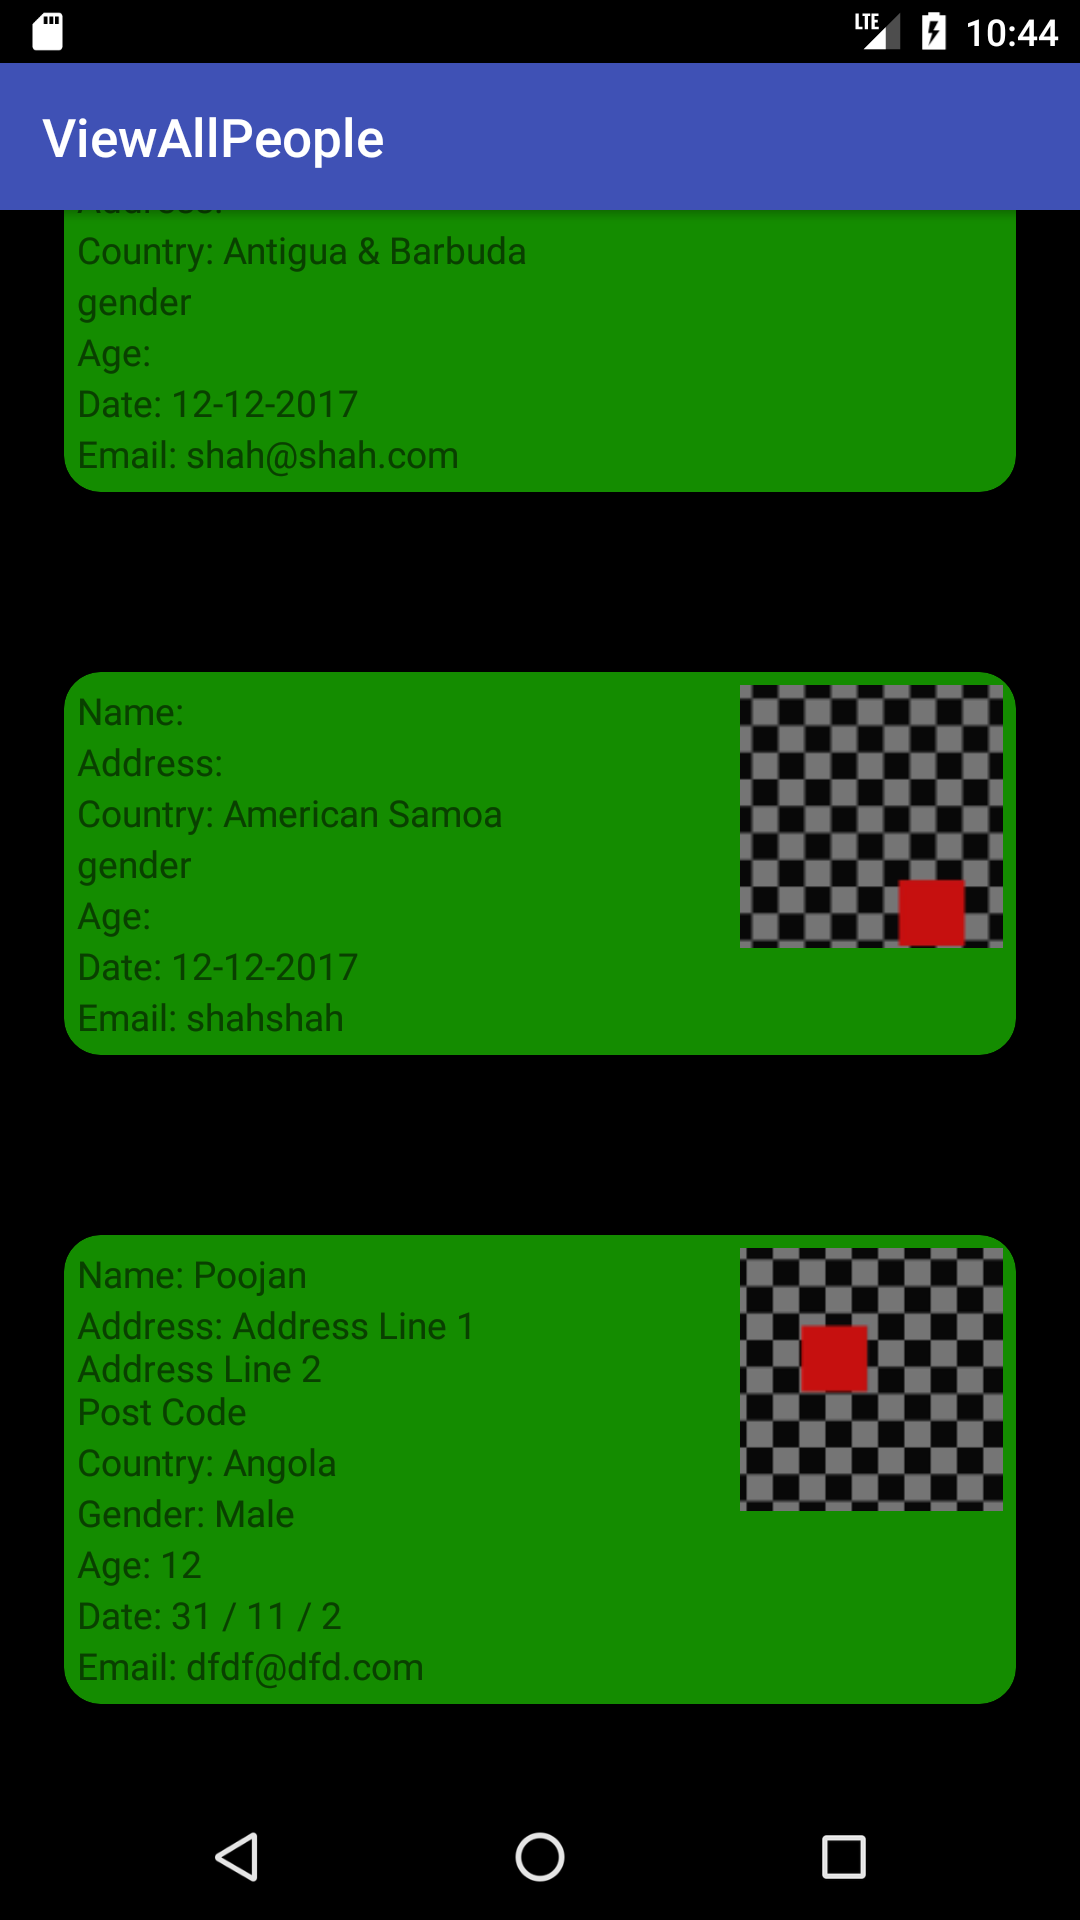 LTE 10:44
ViewAllPeople
Address:
Country: Antigua & Barbuda
gender
Age:
Date: 12-12-2017
Email: shah@shah.com
Name:
Address:
Country: American Samoa
gender
Age:
Date: 12-12-2017
Email: shahshah
Name: Poojan
Address: Address Line 1
Address Line 2
Post Code
Country: Angola
Gender: Male
Age: 12
Date: 31 / 11 / 2
Email: dfdf@dfd.com